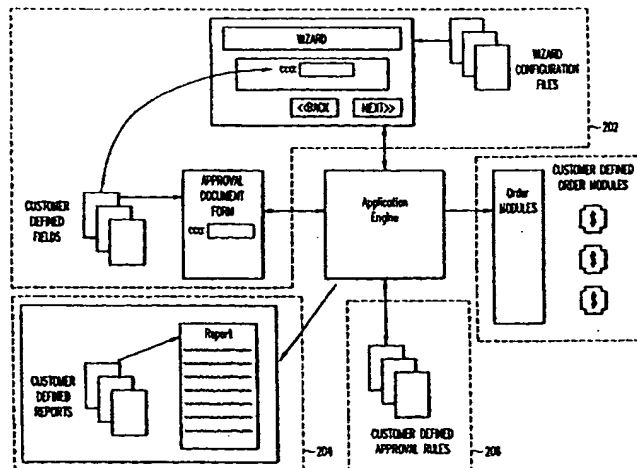 WIZARD
<<BACK
NEXT>>
WIZARD
CONFIGURATION
FILES
202
CUSTOMER
DEFINED
FIELDS
APPROVAL
DOCUMENT
FORM
Application
Engine
Order
MODULES
CUSTOMER DEFINED
ORDER MODULES
$
$
$
CUSTOMER
DEFINED
REPORTS
Report
204
CUSTOMER DEFINED
APPROVAL RULES